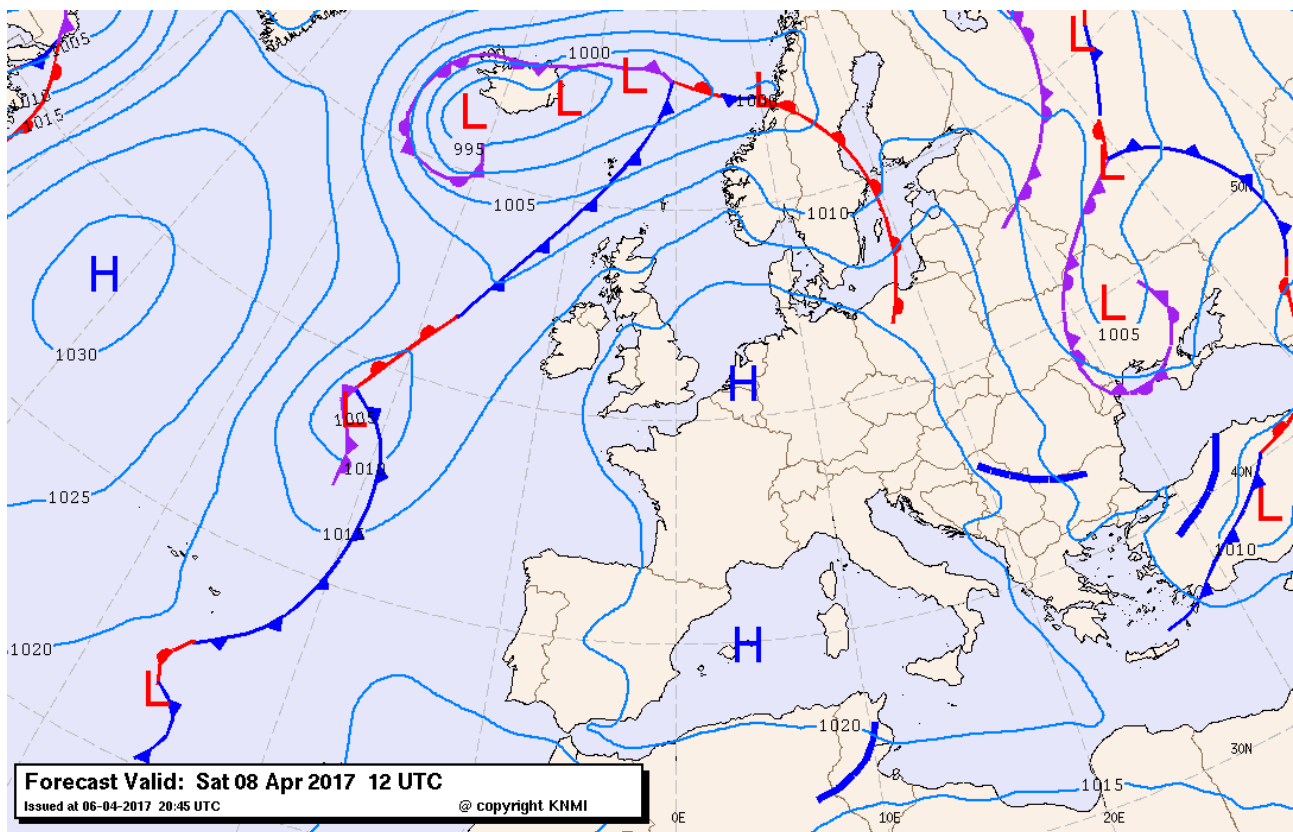 1005
1010
1015
1000
L
L
L
L
L
995
1005
1000
L
50N
1010
H
1030
L
1005
H
L
1005
1010
1025
1015
40N
L
1010
1020
L
H
1020
30N
1015
Forecast Valid: Sat 08 Apr 2017 12 UTC
Issued at 06-04-2017 20:45 UTC @ copyright KNMI
0E
10E
20E